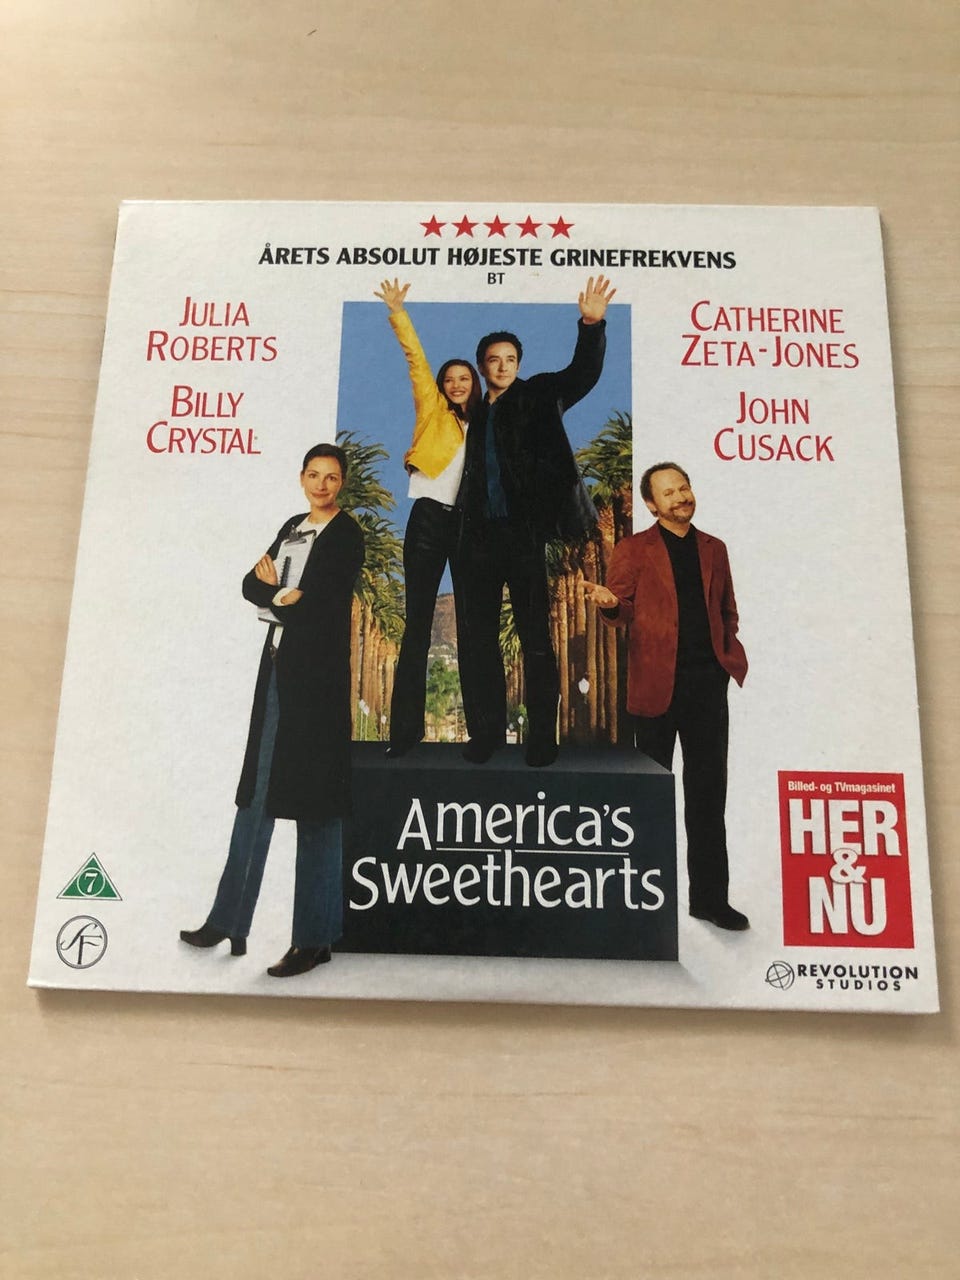 ÅRETS ABSOLUT HØJESTE GRINEFREKVENS
BT
JULIA
ROBERTS
BILLY
CRYSTAL
CATHERINE
ZETA-JONES
JOHN
CUSACK
America's
Sweethearts
7
SF
Billed- og TVmagasinet
HER
&
NU
REVOLUTION
STUDIOS